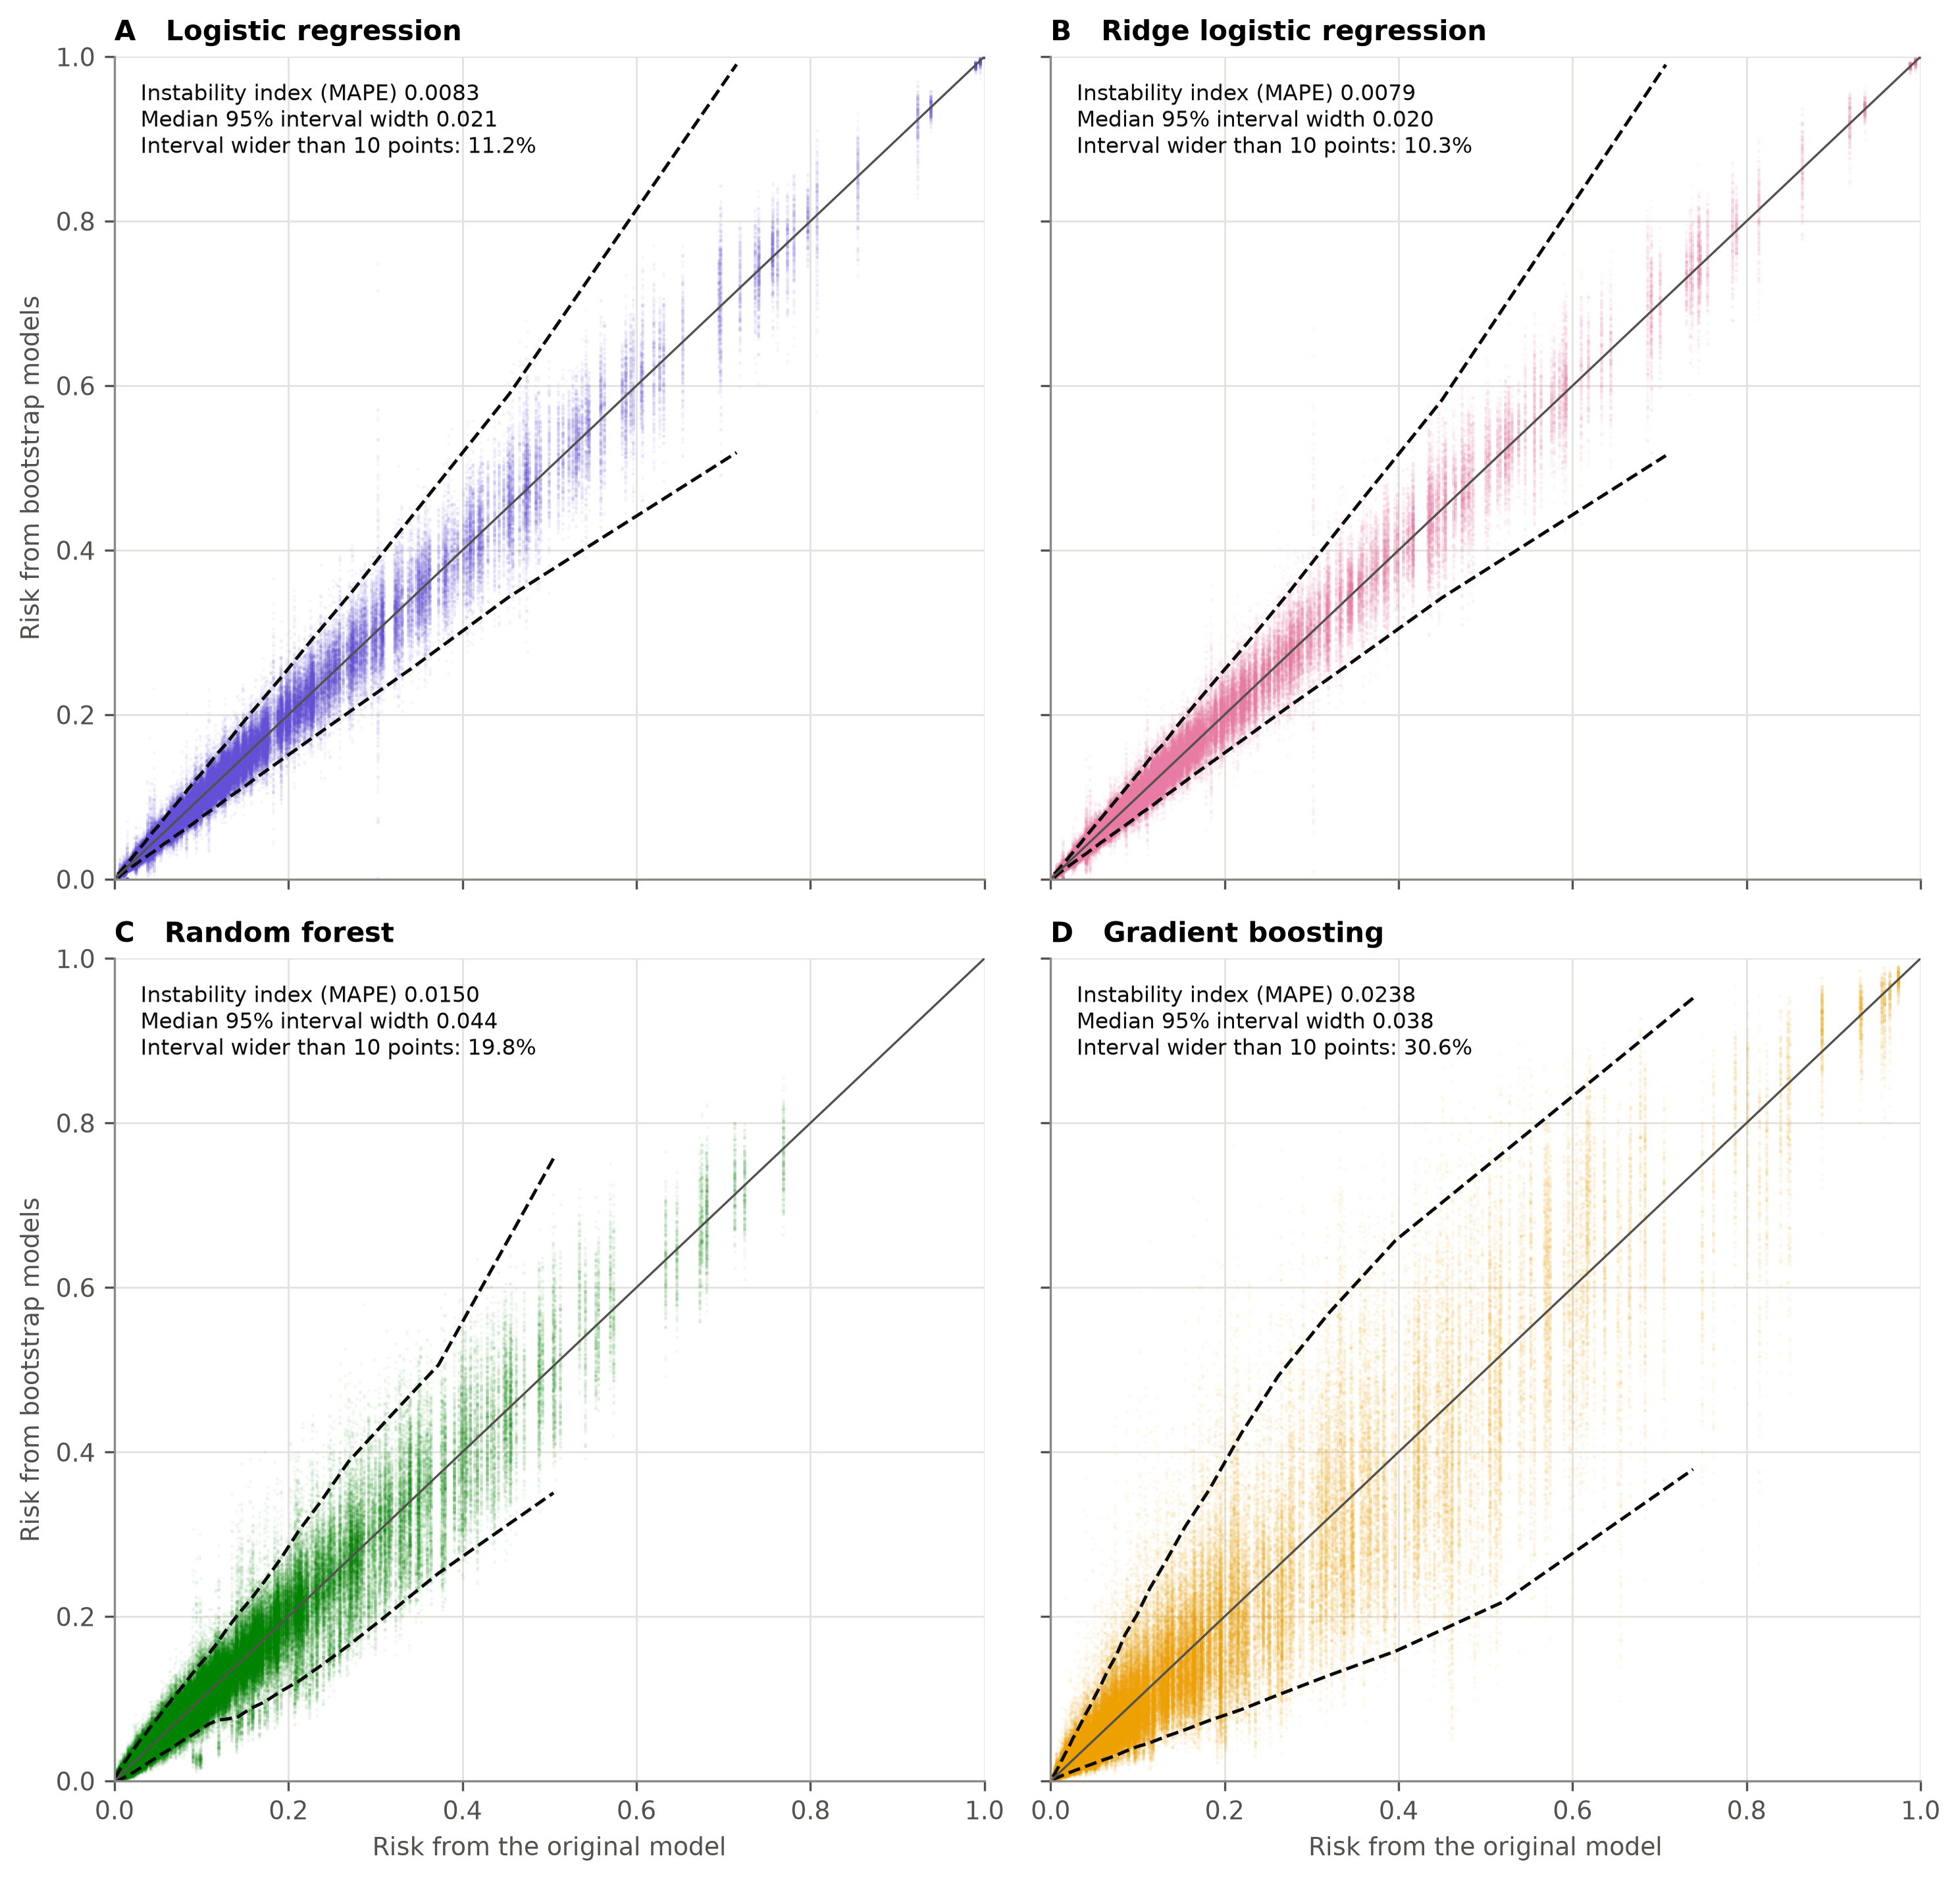 A Logistic regression
Instability index (MAPE) 0.0083
Median 95% interval width 0.021
Interval wider than 10 points: 11.2%
1.0
0.8
0.6
0.4
0.2
0.0
Risk from bootstrap models
B Ridge logistic regression
Instability index (MAPE) 0.0079
Median 95% interval width 0.020
Interval wider than 10 points: 10.3%
C Random forest
Instability index (MAPE) 0.0150
Median 95% interval width 0.044
Interval wider than 10 points: 19.8%
1.0
0.8
0.6
0.4
0.2
0.0
Risk from bootstrap models
0.0 0.2 0.4 0.6 0.8 1.0
Risk from the original model
D Gradient boosting
Instability index (MAPE) 0.0238
Median 95% interval width 0.038
Interval wider than 10 points: 30.6%
0.0 0.2 0.4 0.6 0.8 1.0
Risk from the original model